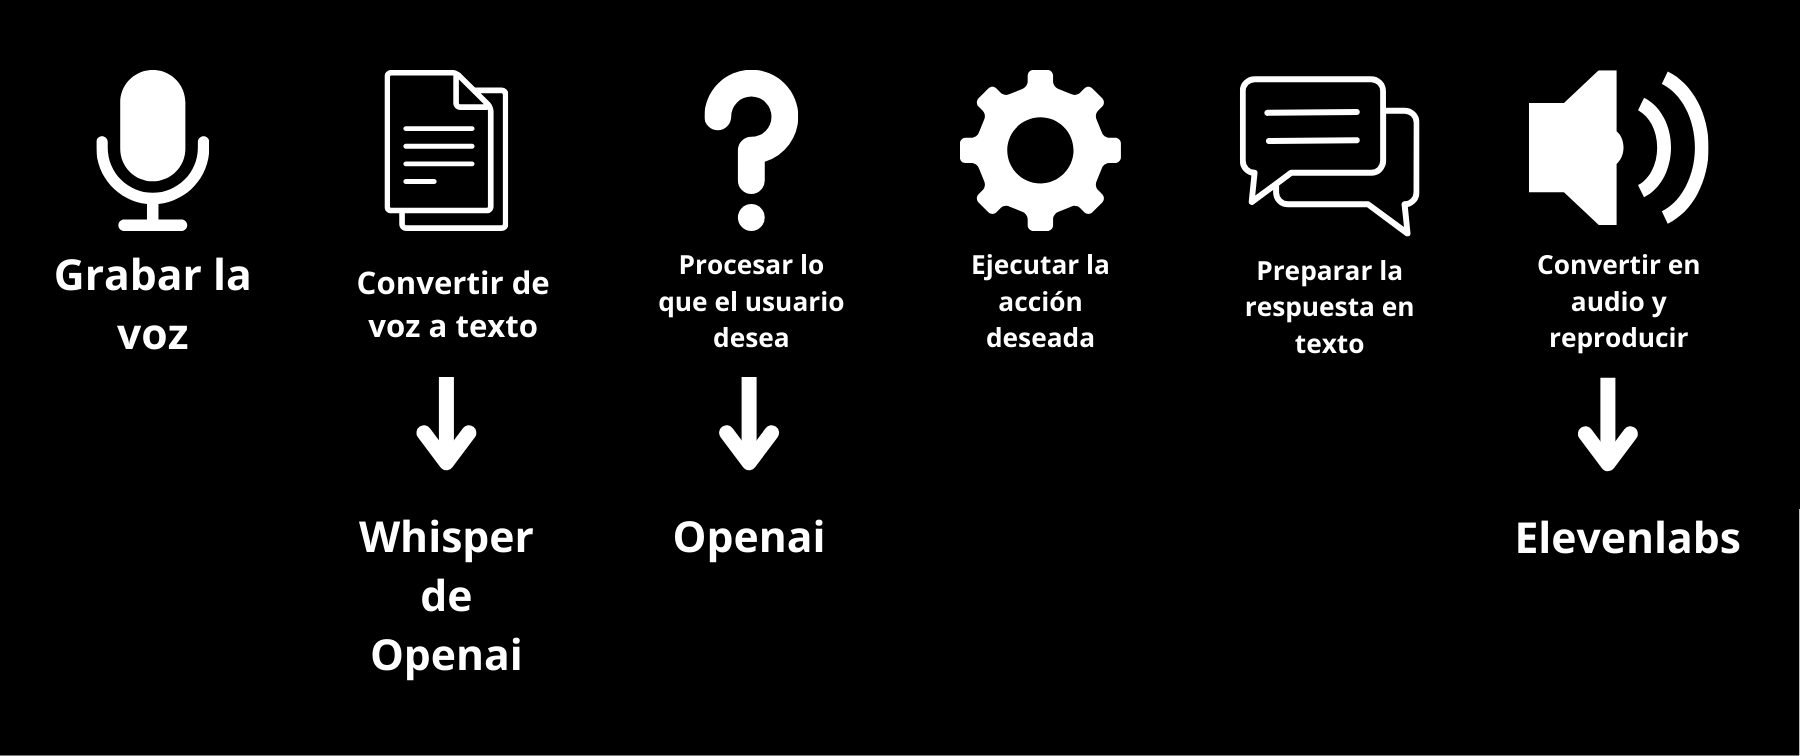 Grabar la
voz
Convertir de
voz a texto
Procesar lo
que el usuario
desea
Ejecutar la
acción
deseada
Preparar la
respuesta en
texto
Convertir en
audio y
reproducir
Whisper
de
Openai
Openai
Elevenlabs